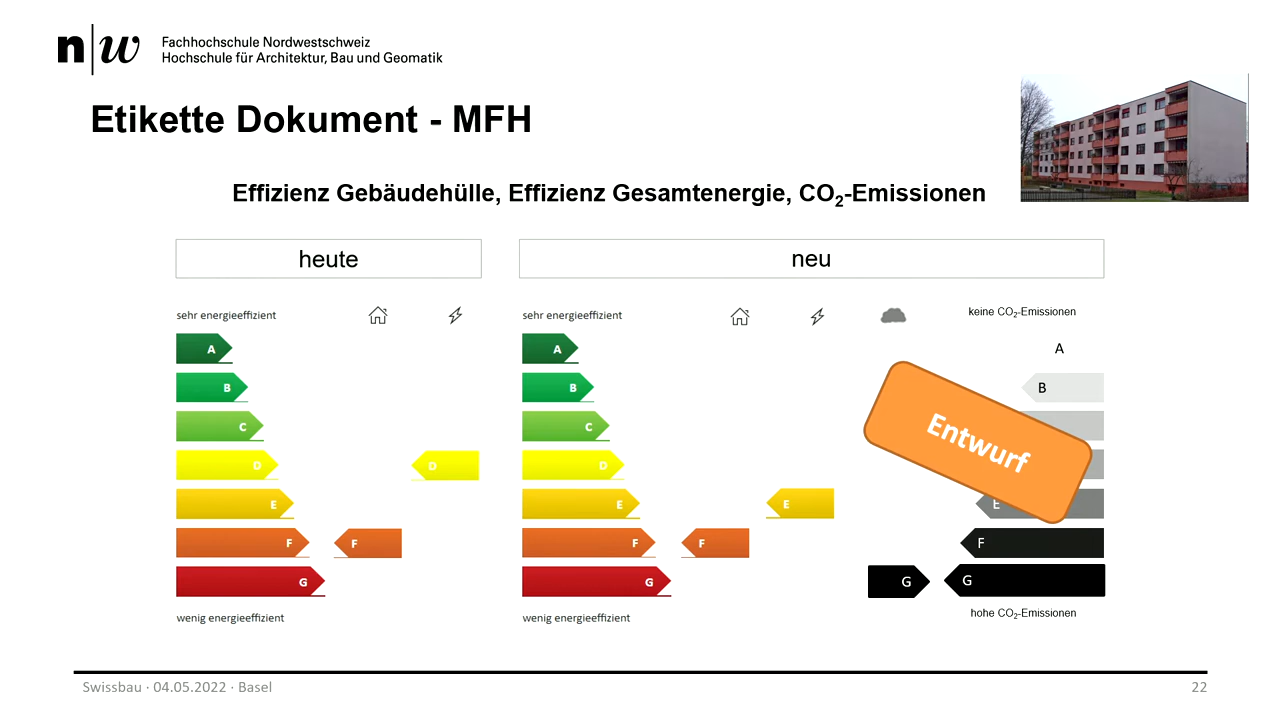 n|w Fachhochschule Nordwestschweiz
Hochschule für Architektur, Bau und Geomatik
Etikette Dokument - MFH
Effizienz Gebäudehülle, Effizienz Gesamtenergie, CO₂-Emissionen
heute
sehr energieeffizient
A
B
C
D D
E
F F
G
wenig energieeffizient
neu
sehr energieeffizient
A
B
C
D
E E
F F
G
wenig energieeffizient
keine CO₂-Emissionen
A
B
Entwurf
E
F
G G
hohe CO₂-Emissionen
Swissbau · 04.05.2022 · Basel
22